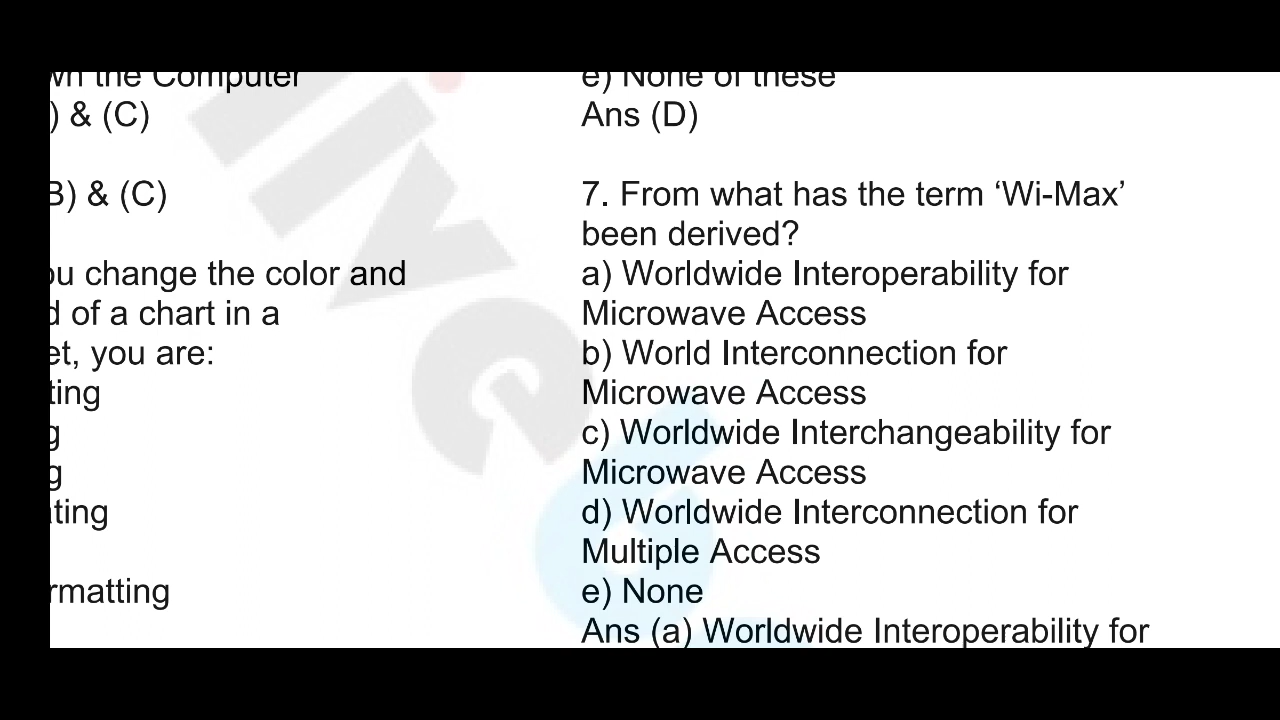 wn the Computer
) & (C)
B) & (C)
ou change the color and
d of a chart in a
et, you are:
ting
g
g
ting
rmatting
e) None of these
Ans (D)
7. From what has the term ‘Wi-Max’
been derived?
a) Worldwide Interoperability for
Microwave Access
b) World Interconnection for
Microwave Access
c) Worldwide Interchangeability for
Microwave Access
d) Worldwide Interconnection for
Multiple Access
e) None
Ans (a) Worldwide Interoperability for